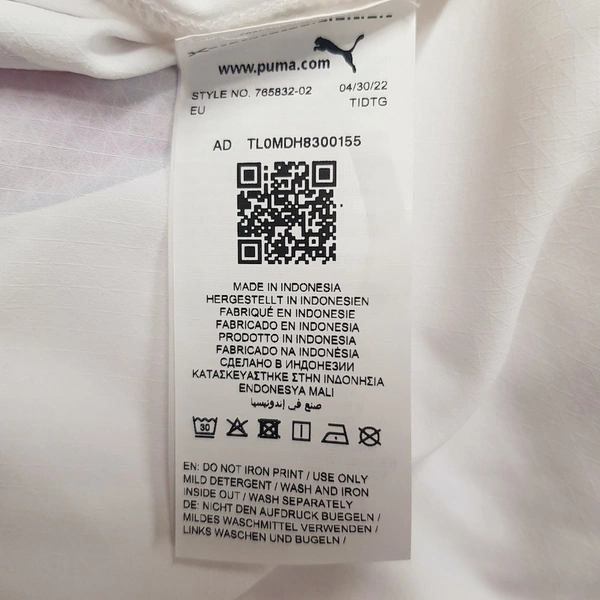 PUMA
www.puma.com
STYLE NO. 765832-02 04/30/22
EU TIDTG
AD TL0MDH8300155
MADE IN INDONESIA
HERGESTELLT IN INDONESIEN
FABRIQUÉ EN INDONESIE
FABRICADO EN INDONESIA
PRODOTTO IN INDONESIA
FABRICADO NA INDONÉSIA
СДЕЛАНО В ИНДОНЕЗИИ
ΚΑΤΑΣΚΕΥΑΣΤΗΚΕ ΣΤΗΝ ΙΝΔΟΝΗΣΙΑ
ENDONESYA MALI
صنع في إندونيسيا
30
EN: DO NOT IRON PRINT / USE ONLY
MILD DETERGENT / WASH AND IRON
INSIDE OUT / WASH SEPARATELY
DE: NICHT DEN AUFDRUCK BUEGELN /
MILDES WASCHMITTEL VERWENDEN /
LINKS WASCHEN UND BUGELN /